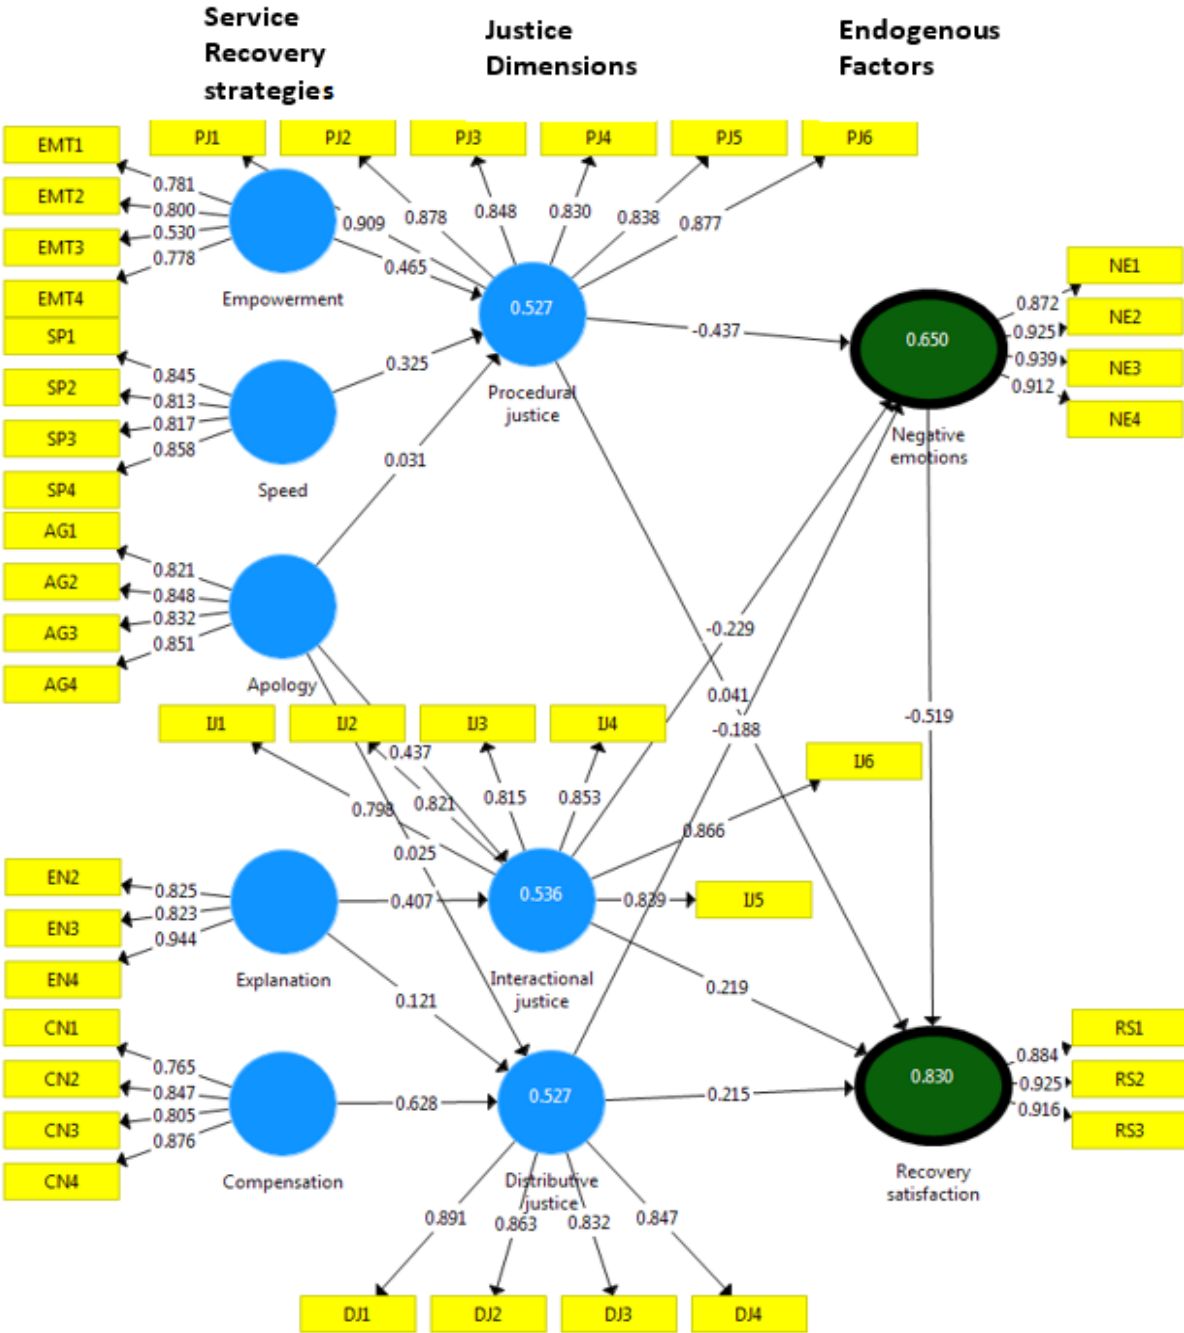 Service
Recovery
strategies
Justice
Dimensions
Endogenous
Factors
EMT1
PJ1
PJ2
PJ3
PJ4
PJ5
PJ6
EMT2
EMT3
EMT4
0.781
0.800
0.530
0.778
0.909
0.878
0.848
0.830
0.838
0.877
0.465
Empowerment
0.527
Procedural
justice
-0.437
NE1
NE2
NE3
NE4
0.872
0.925
0.939
0.912
0.650
Negative
emotions
SP1
SP2
SP3
SP4
0.845
0.813
0.817
0.858
0.325
Speed
0.031
AG1
AG2
AG3
AG4
0.821
0.848
0.832
0.851
Apology
-0.229
0.041
-0.188
-0.519
IJ1
IJ2
IJ3
IJ4
IJ6
0.437
0.798
0.821
0.815
0.853
0.866
0.025
EN2
EN3
EN4
0.825
0.823
0.944
0.407
0.536
0.839
IJ5
Explanation
Interactional
justice
0.121
0.219
CN1
CN2
CN3
CN4
0.765
0.847
0.805
0.876
0.628
0.527
0.215
0.830
0.884
0.925
0.916
RS1
RS2
RS3
Compensation
Distributive
justice
Recovery
satisfaction
0.891
0.863
0.832
0.847
DJ1
DJ2
DJ3
DJ4